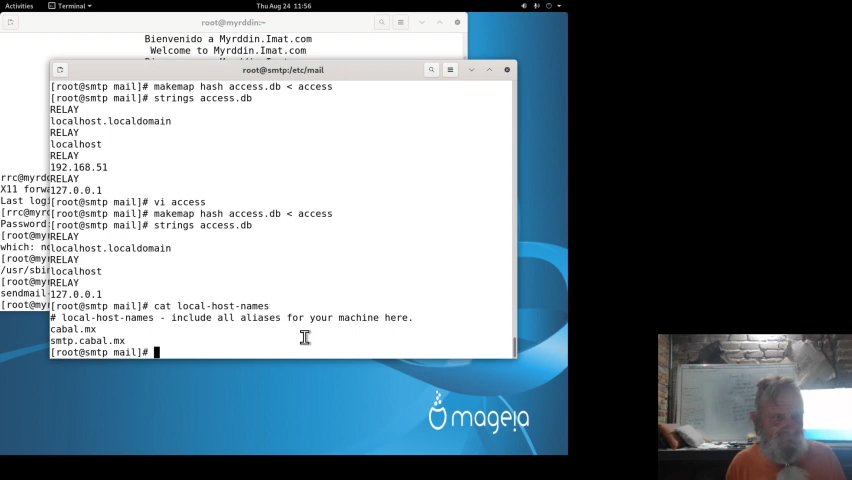 Activities
Terminal
Thu Aug 24 11:56
root@myrddin:~
Bienvenido a Myrddin.Imat.com
Welcome to Myrddin.Imat.com
root@smtp:/etc/mail
[root@smtp mail]# makemap hash access.db < access
[root@smtp mail]# strings access.db
RELAY
localhost.localdomain
RELAY
localhost
RELAY
192.168.51
RELAY
127.0.0.1
[root@smtp mail]# vi access
[root@smtp mail]# makemap hash access.db < access
[root@smtp mail]# strings access.db
RELAY
localhost.localdomain
RELAY
localhost
RELAY
127.0.0.1
[root@smtp mail]# cat local-host-names
# local-host-names - include all aliases for your machine here.
cabal.mx
smtp.cabal.mx
[root@smtp mail]#
rrc@myrd
X11 forwa
Last logi
[rrc@myrd
Password:
[root@my
which: no
[root@my
/usr/sbin
[root@my
sendmail-
[root@my
mageia